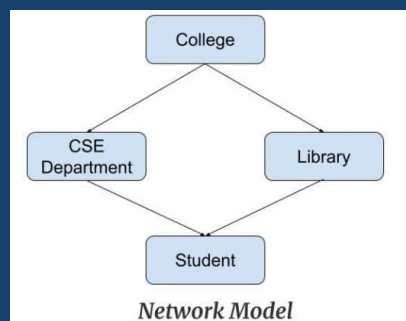 College
CSE
Department
Library
Student
Network Model